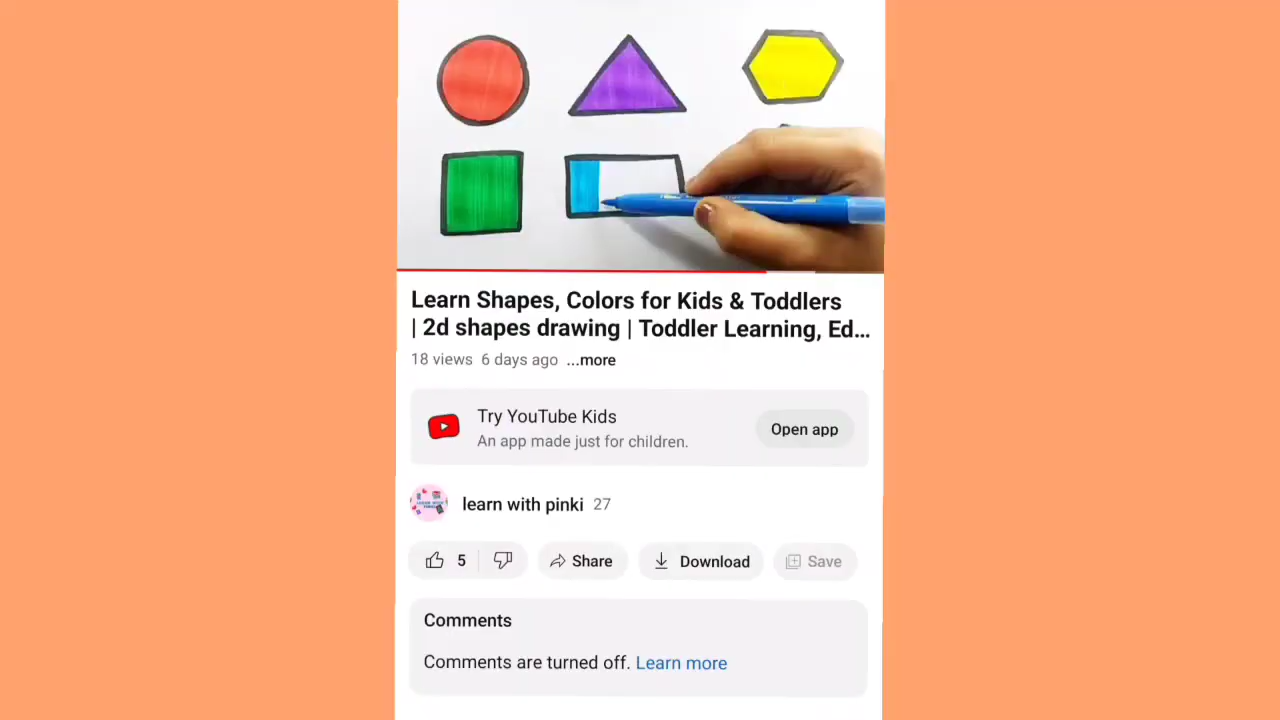 Learn Shapes, Colors for Kids & Toddlers
| 2d shapes drawing | Toddler Learning, Ed...
18 views 6 days ago ...more
Try YouTube Kids
An app made just for children.
Open app
learn with pinki 27
5
Share
Download
Save
Comments
Comments are turned off. Learn more